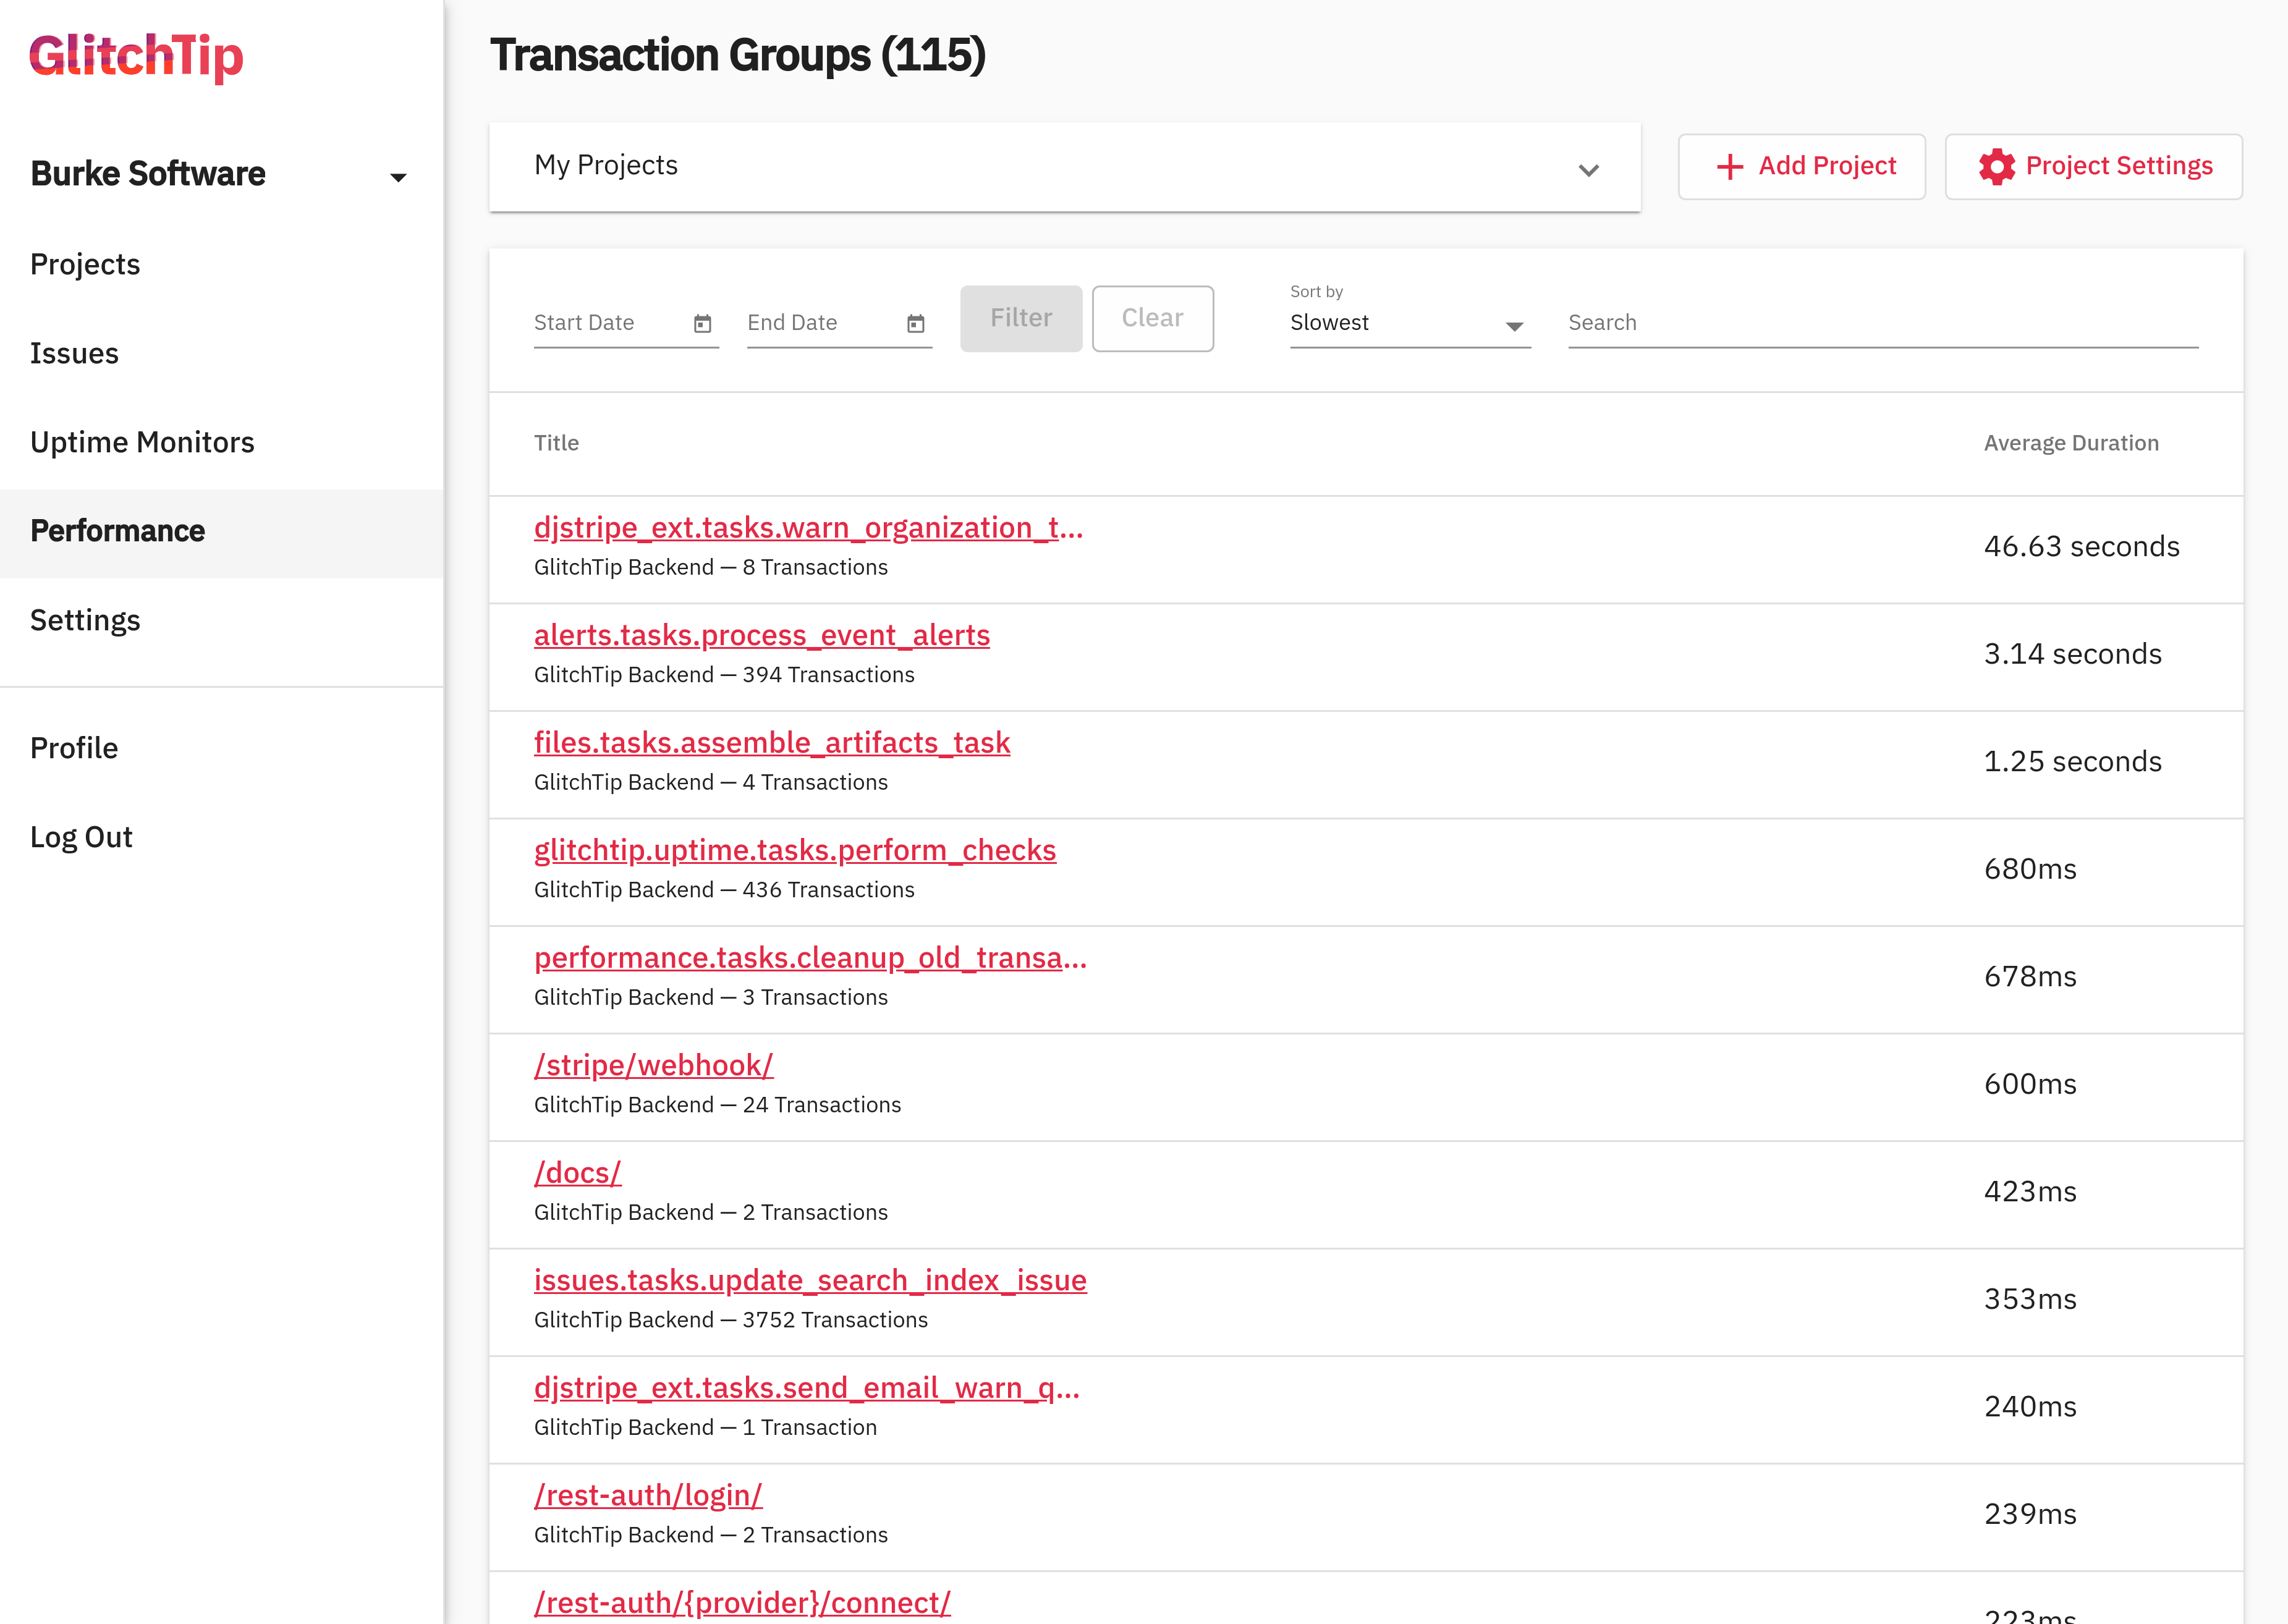 GlitchTip
Burke Software
Projects
Issues
Uptime Monitors
Performance
Settings
Profile
Log Out
Transaction Groups (115)
My Projects
Add Project
Project Settings
Start Date
End Date
Filter
Clear
Sort by
Slowest
Search
Title
Average Duration
djstripe_ext.tasks.warn_organization_t...
GlitchTip Backend — 8 Transactions
46.63 seconds
alerts.tasks.process_event_alerts
GlitchTip Backend — 394 Transactions
3.14 seconds
files.tasks.assemble_artifacts_task
GlitchTip Backend — 4 Transactions
1.25 seconds
glitchtip.uptime.tasks.perform_checks
GlitchTip Backend — 436 Transactions
680ms
performance.tasks.cleanup_old_transa...
GlitchTip Backend — 3 Transactions
678ms
/stripe/webhook/
GlitchTip Backend — 24 Transactions
600ms
/docs/
GlitchTip Backend — 2 Transactions
423ms
issues.tasks.update_search_index_issue
GlitchTip Backend — 3752 Transactions
353ms
djstripe_ext.tasks.send_email_warn_q...
GlitchTip Backend — 1 Transaction
240ms
/rest-auth/login/
GlitchTip Backend — 2 Transactions
239ms
/rest-auth/{provider}/connect/
223ms